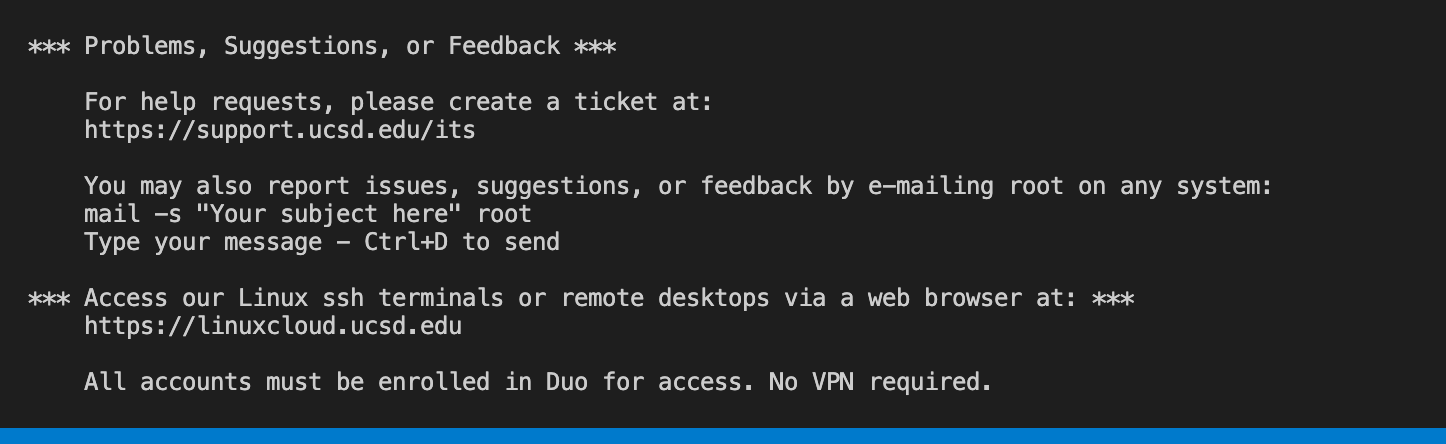 *** Problems, Suggestions, or Feedback ***
For help requests, please create a ticket at:
https://support.ucsd.edu/its
You may also report issues, suggestions, or feedback by e-mailing root on any system:
mail -s "Your subject here" root
Type your message - Ctrl+D to send
*** Access our Linux ssh terminals or remote desktops via a web browser at: ***
https://linuxcloud.ucsd.edu
All accounts must be enrolled in Duo for access. No VPN required.